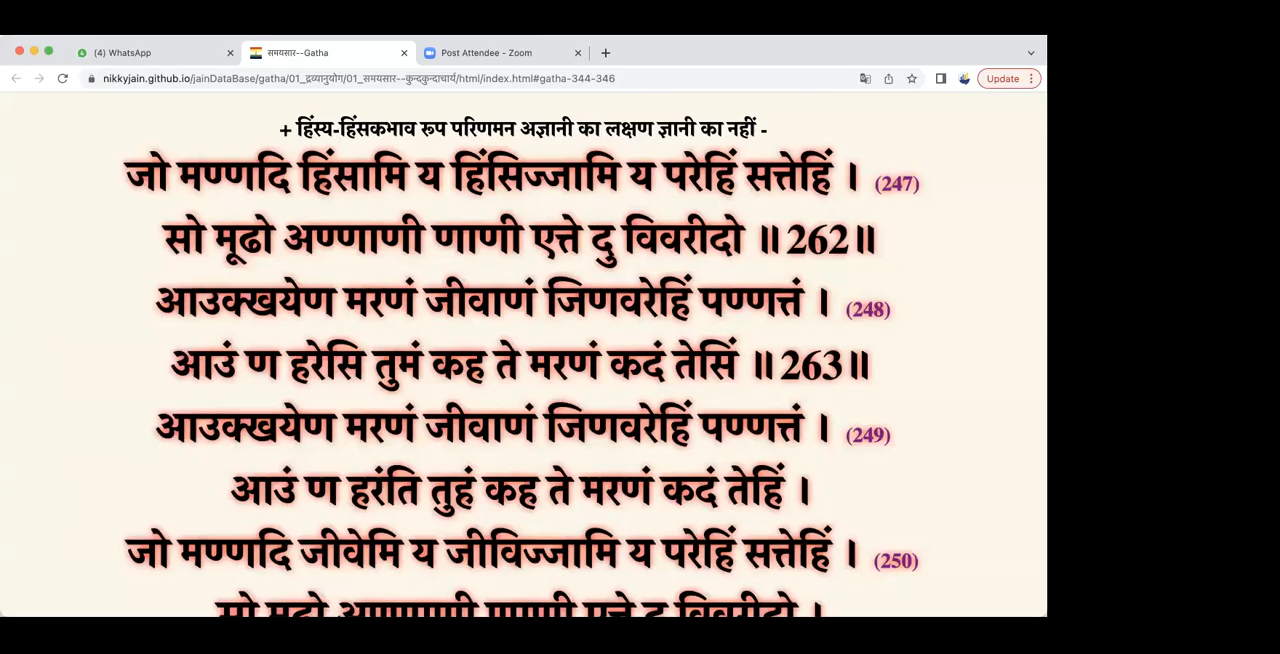 (4) WhatsApp
समयसार--Gatha
Post Attendee - Zoom
nikkyjain.github.io/jainDataBase/gatha/01_द्रव्यानुयोग/01_समयसार--कुन्दकुन्दाचार्य/html/index.html#gatha-344-346
Update
+ हिंस्य-हिंसकभाव रूप परिणमन अज्ञानी का लक्षण ज्ञानी का नहीं -
जो मण्णदि हिंसामि य हिंसिज्जामि य परेहिं सत्तेहिं । (247)
सो मूढो अण्णाणी णाणी एत्ते दु विवरीदो ॥262॥
आउक्खयेण मरणं जीवाणं जिणवरेहिं पण्णत्तं । (248)
आउं ण हरेसि तुमं कह ते मरणं कदं तेसिं ॥263॥
आउक्खयेण मरणं जीवाणं जिणवरेहिं पण्णत्तं । (249)
आउं ण हरंति तुहं कह ते मरणं कदं तेहिं ।
जो मण्णदि जीवेमि य जीविज्जामि य परेहिं सत्तेहिं । (250)
सो मूढो अण्णाणी णाणी एत्ते दु विवरीदो ।